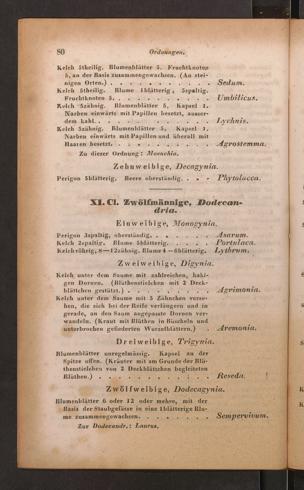 80 Ordnungen.
Kelch 5theilig. Blumenblätter 5. Fruchtknoten
5, an der Basis zusammengewachsen. (An stei-
nigen Orten.) . . . . . . . . . Sedum.
Kelch 5theilig. Blume 1blätterig, 5spaltig.
Fruchtknoten 5. . . . . . . . . Umbilicus.
Kelch 5zähnig. Blumenblätter 5. Kapsel 1.
Narben einwärts mit Papillen besetzt, ausser-
dem kahl. . . . . . . . . . Lychnis.
Kelch 5zähnig. Blumenblätter 5. Kapsel 1.
Narben einwärts mit Papillen und überall mit
Haaren besetzt. . . . . . . . . Agrostemma.
Zu dieser Ordnung: Moenchia.
Zehnweibige, Decagynia.
Perigon 5blätterig. Beere oberständig. . . . Phytolacca.
XI. Cl. Zwölfmännige, Dodecan-
dria.
Einweibige, Monogynia.
Perigon 3spaltig, oberständig. . . . . . Asarum.
Kelch 2spaltig. Blume 5blätterig. . . . . Portulaca.
Kelch röhrig, 8—12zähnig. Blume 4—6blätterig. Lythrum.
Zweiweibige, Digynia.
Kelch unter dem Saume mit zahlreichen, haki-
gen Dornen. (Blüthenstielchen mit 2 Deck-
blättchen gestützt.) . . . . . . . . Agrimonia.
Kelch unter dem Saume mit 5 Zähnchen verse-
hen, die sich bei der Reife verlängern und in
gerade, an den Saum angepresste Dornen ver-
wandeln. (Kraut mit Blüthen in Büscheln und
unterbrochen gefiederten Wurzelblättern.) . Aremonia.
Dreiweibige, Trigynia.
Blumenblätter unregelmässig. Kapsel an der
Spitze offen. (Kräuter mit am Grunde der Blü-
thenstielchen von 2 Deckblättchen begleiteten
Blüthen.) . . . . . . . . . . Reseda.
Zwölfweibige, Dodecagynia.
Blumenblätter 6 oder 12 oder mehre, mit der
Basis der Staubgefässe in eine 1blätterige Blu-
me zusammengewachsen. . . . . . . Sempervivum.
Zur Dodecandr.: Laurus.